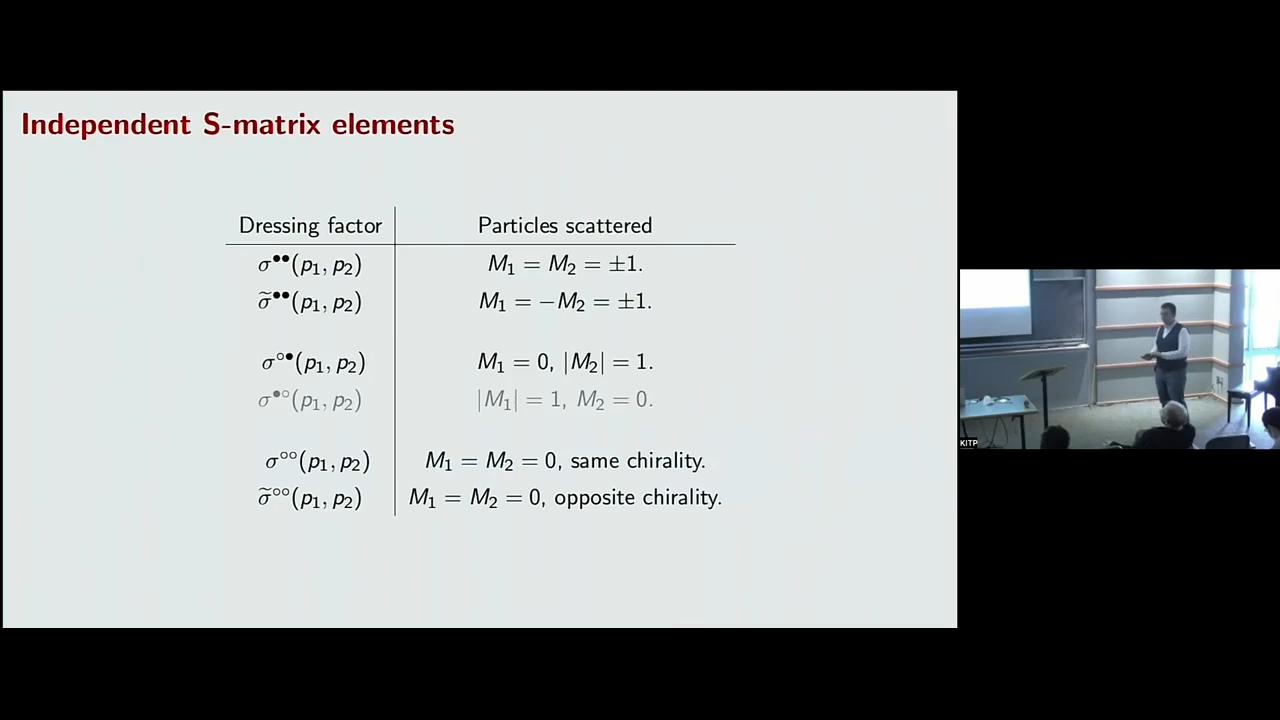 Independent S-matrix elements
Dressing factor Particles scattered
σ••(p₁, p₂) M₁ = M₂ = ±1.
σ̃••(p₁, p₂) M₁ = −M₂ = ±1.
σ◦•(p₁, p₂) M₁ = 0, |M₂| = 1.
σ•◦(p₁, p₂) |M₁| = 1, M₂ = 0.
σ◦◦(p₁, p₂) M₁ = M₂ = 0, same chirality.
σ̃◦◦(p₁, p₂) M₁ = M₂ = 0, opposite chirality.
KITP